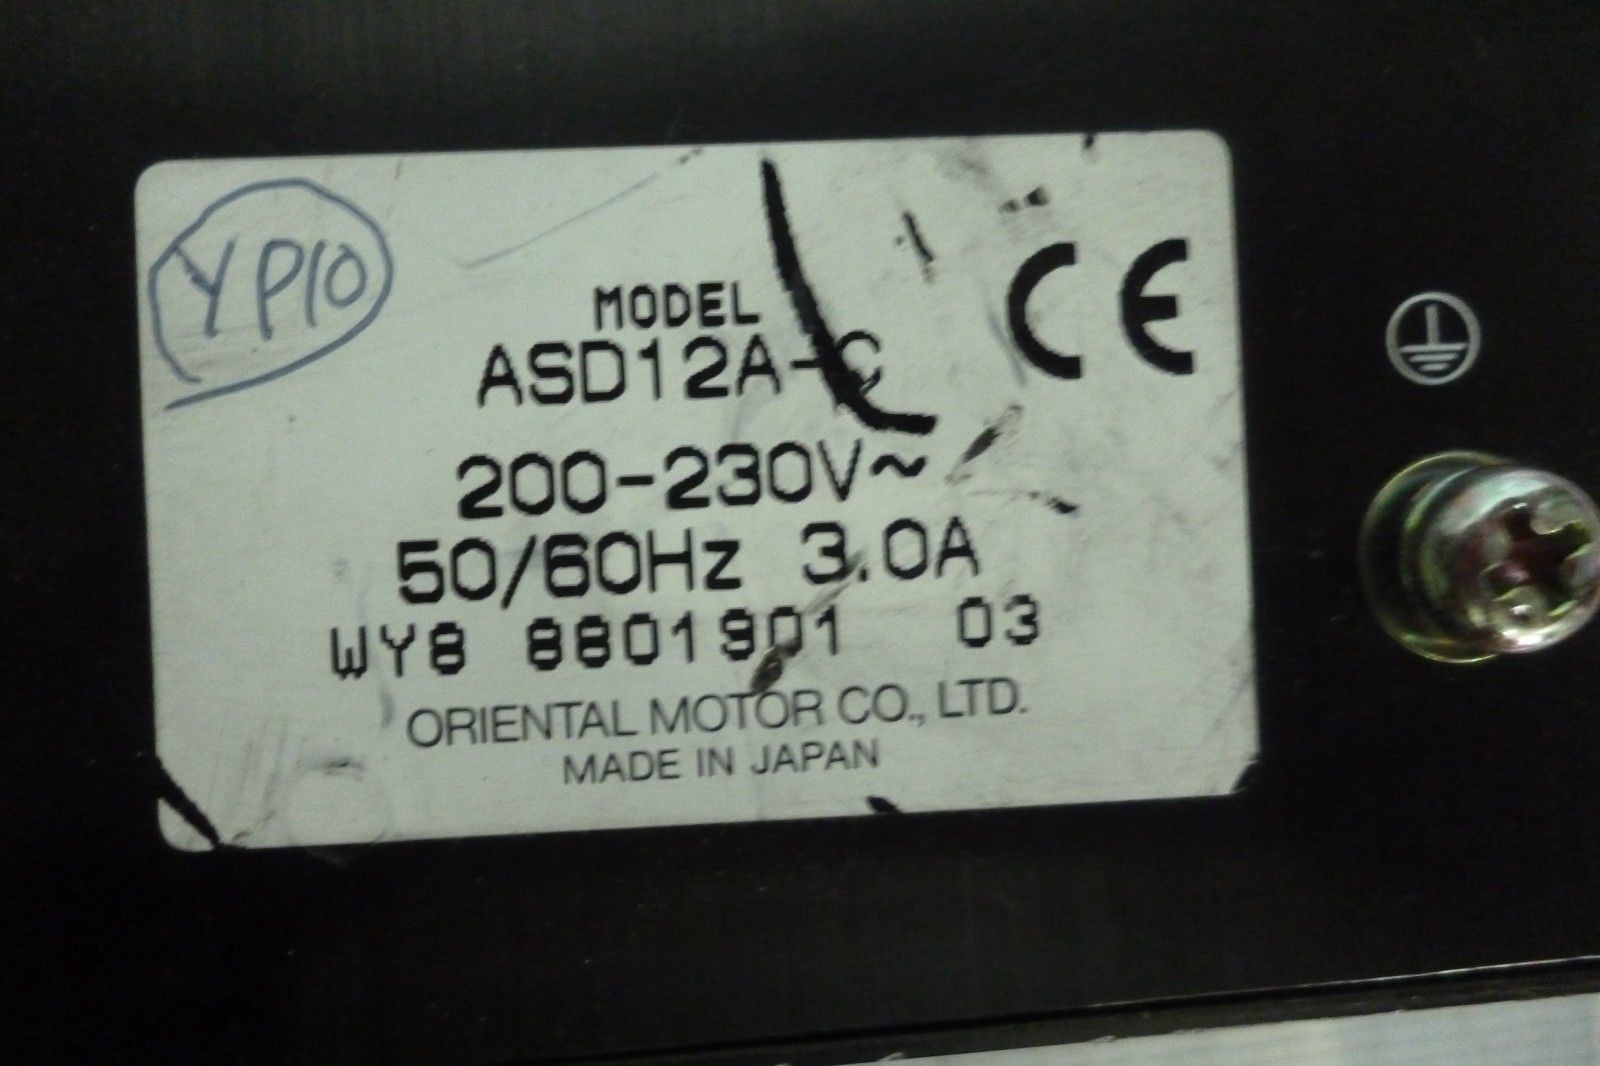 YP10
MODEL
ASD12A-C
CE
200-230V~
50/60Hz 3.0A
WY8 8801901 03
ORIENTAL MOTOR CO., LTD.
MADE IN JAPAN